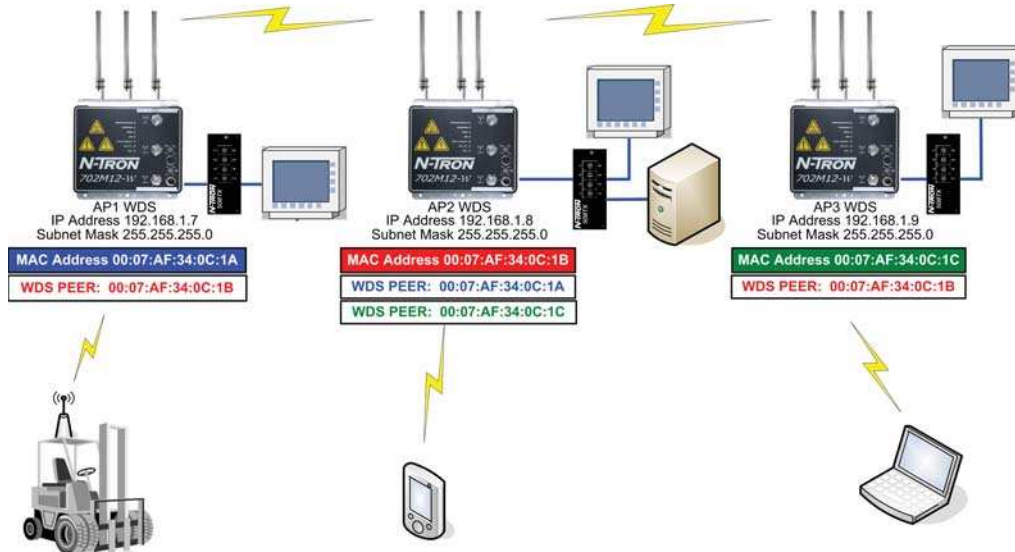 N-TRON
702M12-W
AP1 WDS
IP Address 192.168.1.7
Subnet Mask 255.255.255.0
MAC Address 00:07:AF:34:0C:1A
WDS PEER: 00:07:AF:34:0C:1B
N-TRON
702M12-W
N-TRON
AP2 WDS
IP Address 192.168.1.8
Subnet Mask 255.255.255.0
MAC Address 00:07:AF:34:0C:1B
WDS PEER: 00:07:AF:34:0C:1A
WDS PEER: 00:07:AF:34:0C:1C
N-TRON
702M12-W
AP3 WDS
IP Address 192.168.1.9
Subnet Mask 255.255.255.0
MAC Address 00:07:AF:34:0C:1C
WDS PEER: 00:07:AF:34:0C:1B